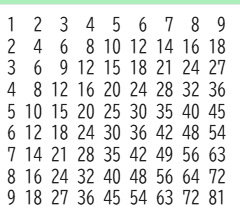 1 2 3 4 5 6 7 8 9
2 4 6 8 10 12 14 16 18
3 6 9 12 15 18 21 24 27
4 8 12 16 20 24 28 32 36
5 10 15 20 25 30 35 40 45
6 12 18 24 30 36 42 48 54
7 14 21 28 35 42 49 56 63
8 16 24 32 40 48 56 64 72
9 18 27 36 45 54 63 72 81